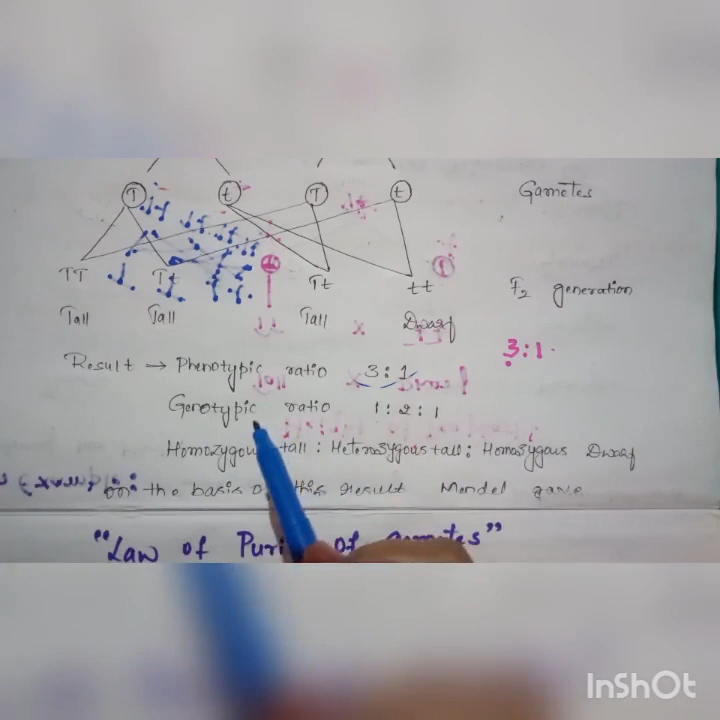 T t T t Gametes
TT Tt Tt tt F2 generation
Tall Tall Tall Dwarf
3:1
Result → Phenotypic ratio 3:1
Genotypic ratio 1:2:1
Homozygous tall : Heterozygous tall : Homozygous Dwarf
on the basis of this result Mendel gave
"Law of Purity of Gametes"
InShOt